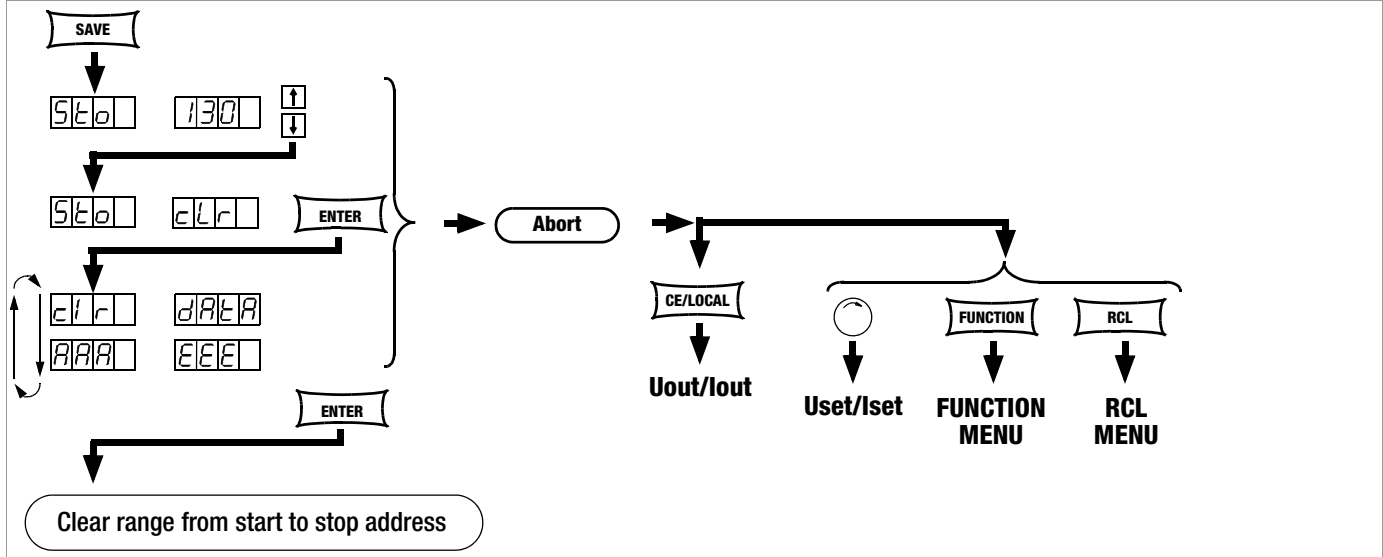 SAVE
Sto 130
Sto cLr ENTER
clr dAtA
AAA EEE
ENTER
Clear range from start to stop address
Abort
CE/LOCAL FUNCTION RCL
Uout/Iout
Uset/Iset FUNCTION RCL
MENU MENU